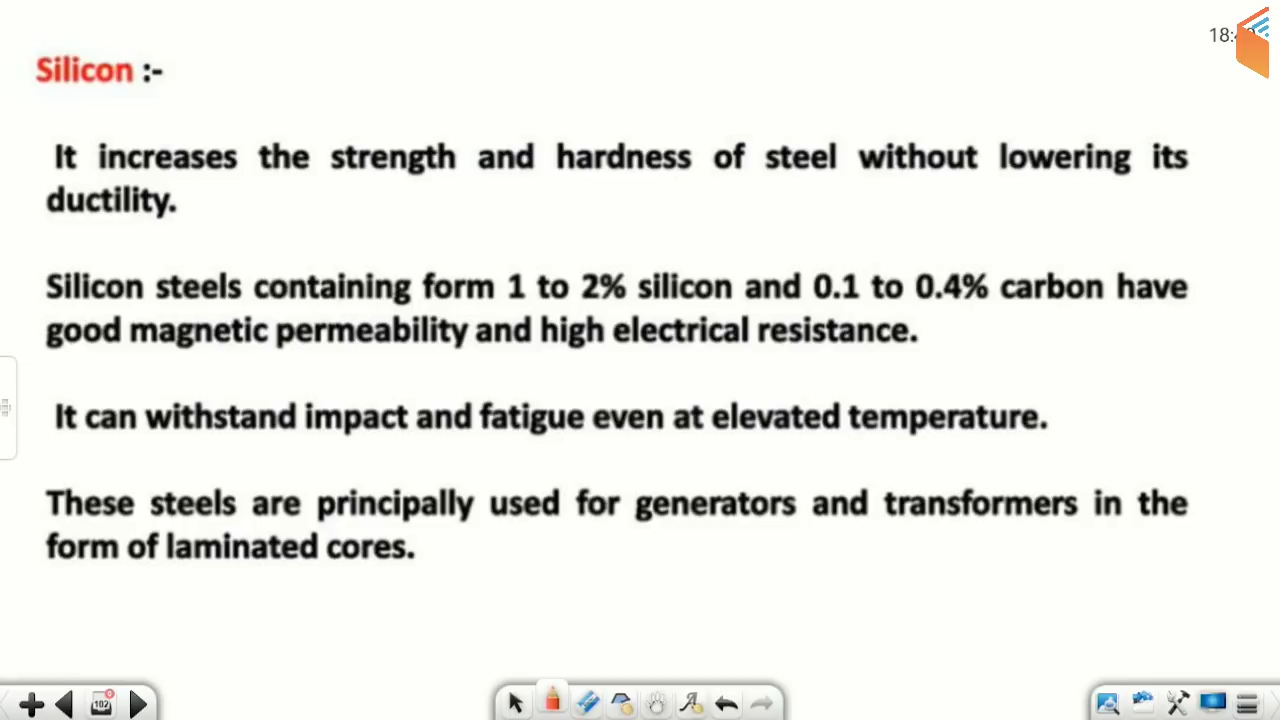 Silicon :-
It increases the strength and hardness of steel without lowering its
ductility.
Silicon steels containing form 1 to 2% silicon and 0.1 to 0.4% carbon have
good magnetic permeability and high electrical resistance.
It can withstand impact and fatigue even at elevated temperature.
These steels are principally used for generators and transformers in the
form of laminated cores.
102